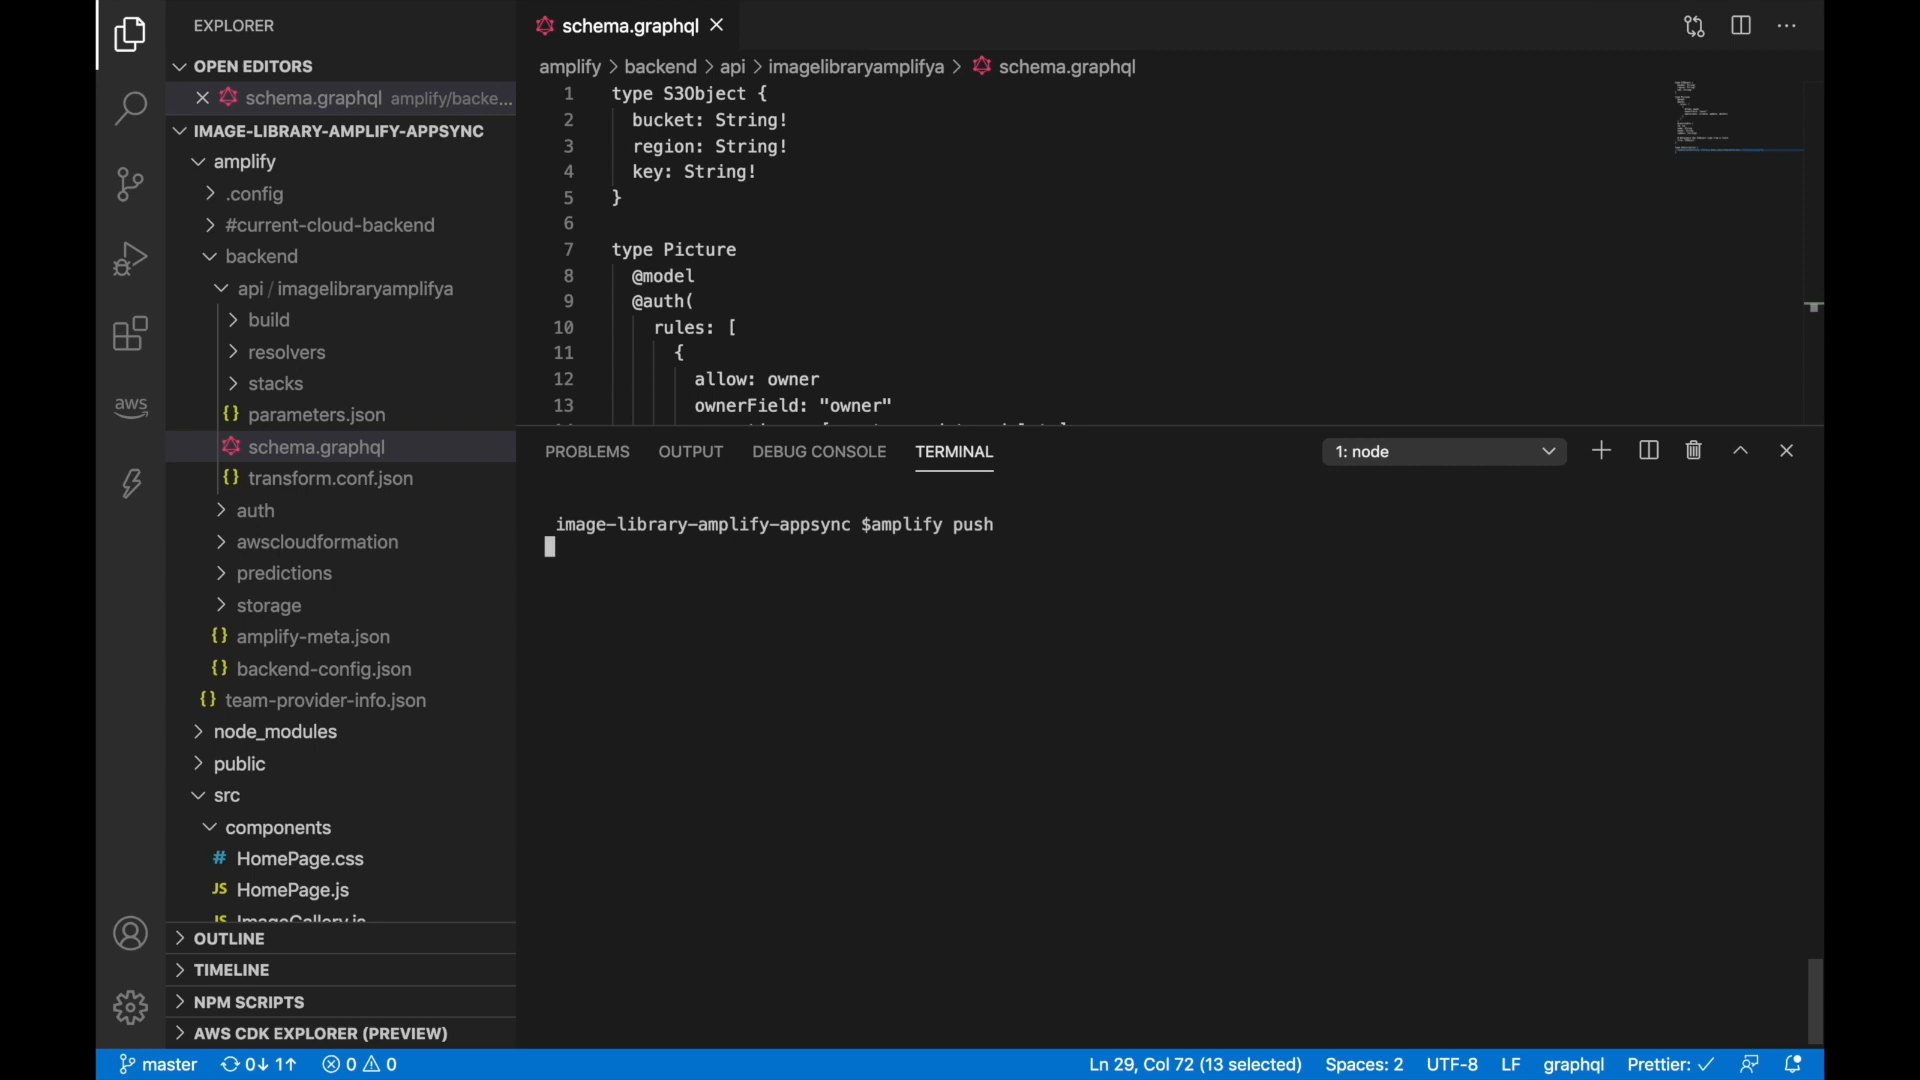 EXPLORER
OPEN EDITORS
schema.graphql amplify/backe...
IMAGE-LIBRARY-AMPLIFY-APPSYNC
amplify
.config
#current-cloud-backend
backend
api / imagelibraryamplifya
build
resolvers
stacks
{} parameters.json
schema.graphql
{} transform.conf.json
auth
awscloudformation
predictions
storage
{} amplify-meta.json
{} backend-config.json
{} team-provider-info.json
node_modules
public
src
components
# HomePage.css
JS HomePage.js
JS ImageGallery.js
OUTLINE
TIMELINE
NPM SCRIPTS
AWS CDK EXPLORER (PREVIEW)
aws
schema.graphql
amplify > backend > api > imagelibraryamplifya > schema.graphql
1 type S3Object {
2 bucket: String!
3 region: String!
4 key: String!
5 }
6
7 type Picture
8 @model
9 @auth(
10 rules: [
11 {
12 allow: owner
13 ownerField: "owner"
PROBLEMS OUTPUT DEBUG CONSOLE TERMINAL
1: node
image-library-amplify-appsync $amplify push
master 0↓ 1↑ 0 0
Ln 29, Col 72 (13 selected) Spaces: 2 UTF-8 LF graphql Prettier: ✓